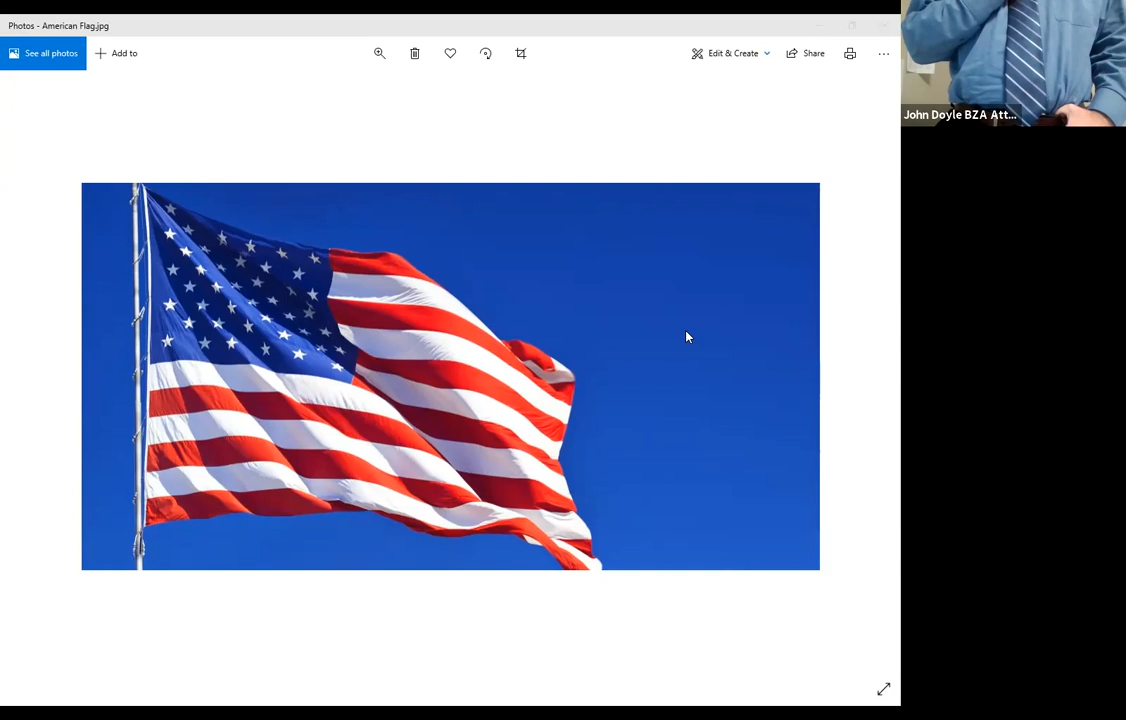 Photos - American Flag.jpg
See all photos
Add to
Edit & Create
Share
John Doyle BZA Att...